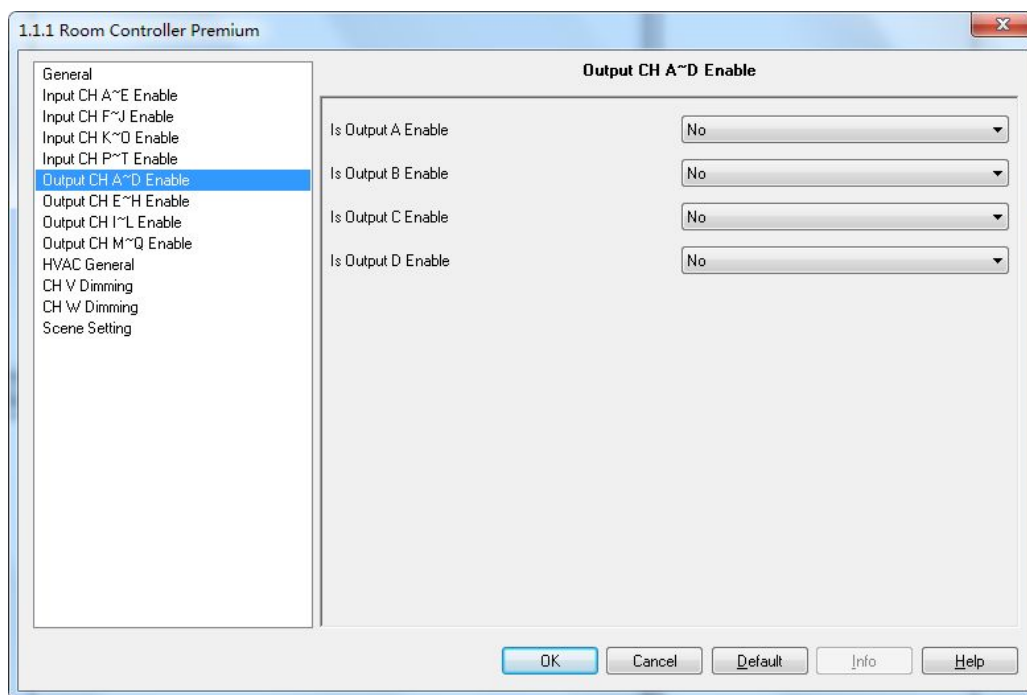 1.1.1 Room Controller Premium
General
Input CH A~E Enable
Input CH F~J Enable
Input CH K~O Enable
Input CH P~T Enable
Output CH A~D Enable
Output CH E~H Enable
Output CH I~L Enable
Output CH M~Q Enable
HVAC General
CH V Dimming
CH W Dimming
Scene Setting
Output CH A~D Enable
Is Output A Enable No
Is Output B Enable No
Is Output C Enable No
Is Output D Enable No
OK Cancel Default Info Help